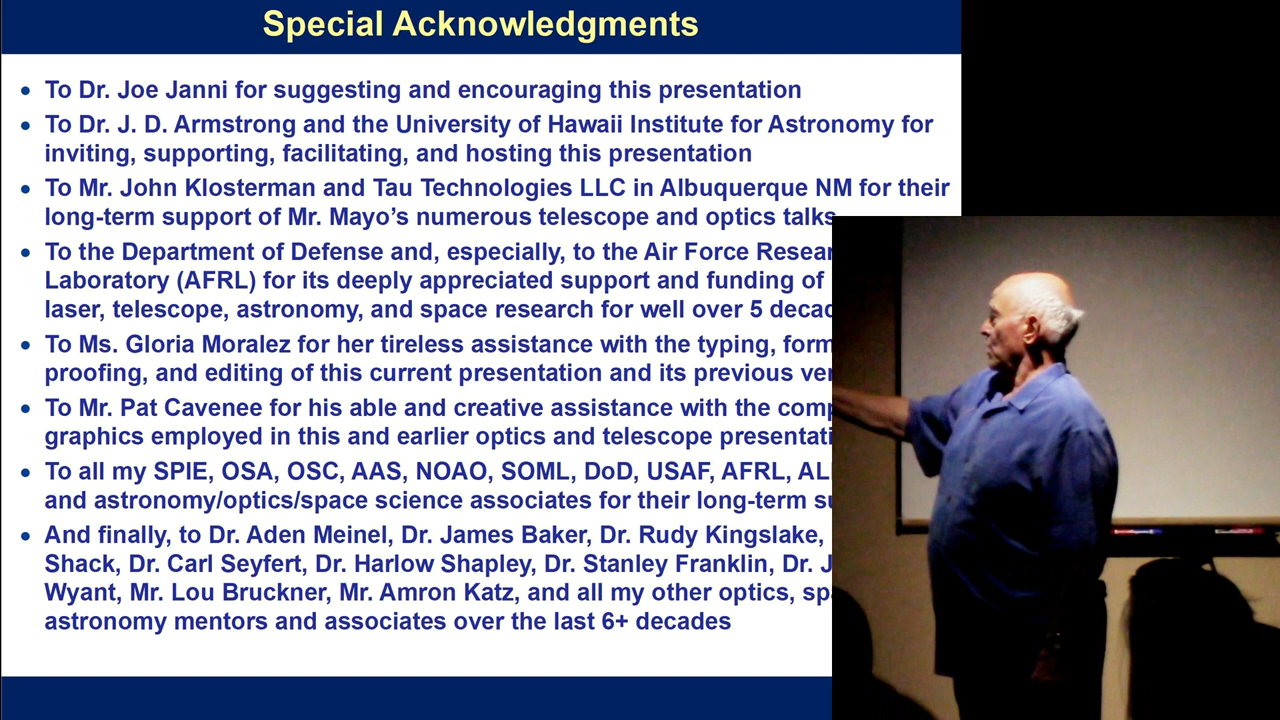 Special Acknowledgments
• To Dr. Joe Janni for suggesting and encouraging this presentation
• To Dr. J. D. Armstrong and the University of Hawaii Institute for Astronomy for
inviting, supporting, facilitating, and hosting this presentation
• To Mr. John Klosterman and Tau Technologies LLC in Albuquerque NM for their
long-term support of Mr. Mayo’s numerous telescope and optics talks
• To the Department of Defense and, especially, to the Air Force
Laboratory (AFRL) for its deeply appreciated support and funding of
laser, telescope, astronomy, and space research for well over 5
• To Ms. Gloria Moralez for her tireless assistance with the typing,
proofing, and editing of this current presentation and its previous
• To Mr. Pat Cavenee for his able and creative assistance with the
graphics employed in this and earlier optics and telescope
• To all my SPIE, OSA, OSC, AAS, NOAO, SOML, DoD, USAF, AFRL,
and astronomy/optics/space science associates for their long-term
• And finally, to Dr. Aden Meinel, Dr. James Baker, Dr. Rudy Kingslake,
Shack, Dr. Carl Seyfert, Dr. Harlow Shapley, Dr. Stanley Franklin, Dr.
Wyant, Mr. Lou Bruckner, Mr. Amron Katz, and all my other optics,
astronomy mentors and associates over the last 6+ decades